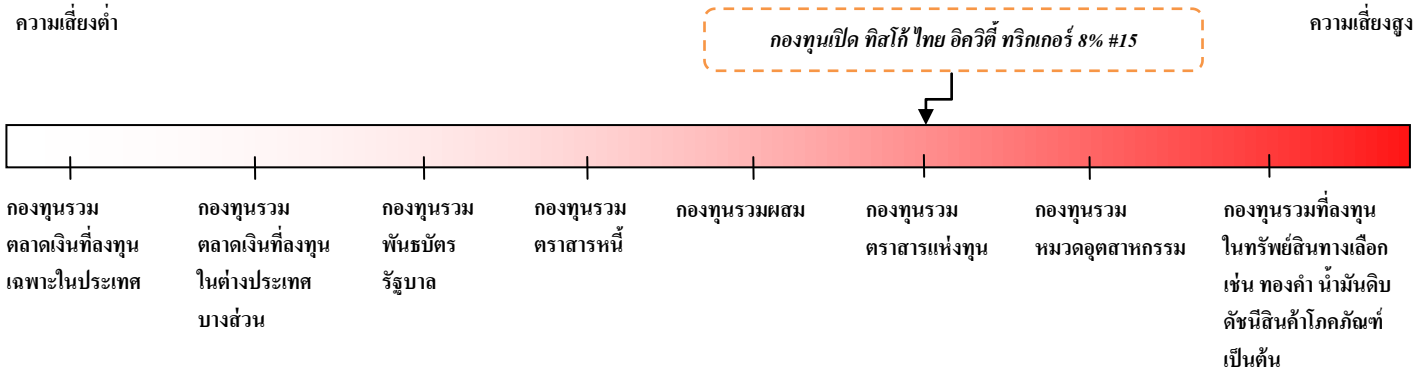 ความเสี่ยงต่ำ
กองทุนเปิด ทิสโก้ ไทย อิควิตี้ ทริกเกอร์ 8% #15
ความเสี่ยงสูง
กองทุนรวม
ตลาดเงินที่ลงทุน
เฉพาะในประเทศ
กองทุนรวม
ตลาดเงินที่ลงทุน
ในต่างประเทศ
บางส่วน
กองทุนรวม
พันธบัตร
รัฐบาล
กองทุนรวม
ตราสารหนี้
กองทุนรวมผสม
กองทุนรวม
ตราสารแห่งทุน
กองทุนรวม
หมวดอุตสาหกรรม
กองทุนรวมที่ลงทุน
ในทรัพย์สินทางเลือก
เช่น ทองคำ น้ำมันดิบ
ดัชนีสินค้าโภคภัณฑ์
เป็นต้น